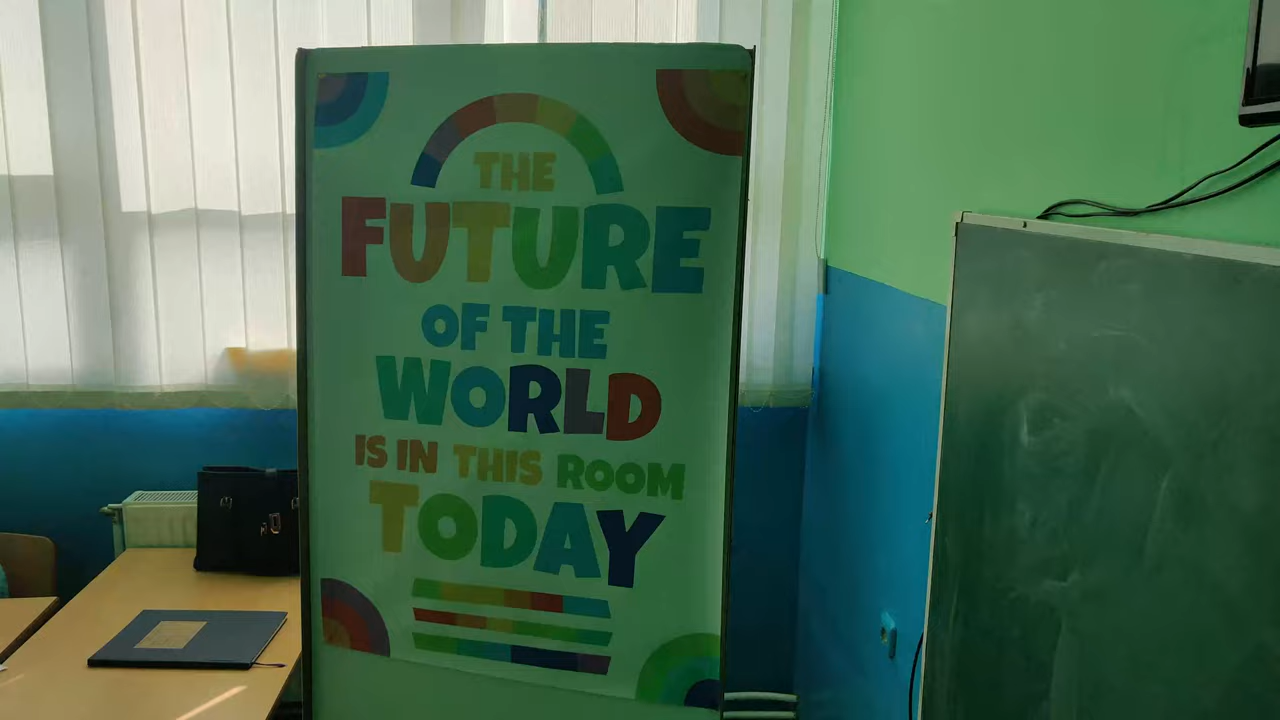 THE
FUTURE
OF THE
WORLD
IS IN THIS ROOM
TODAY